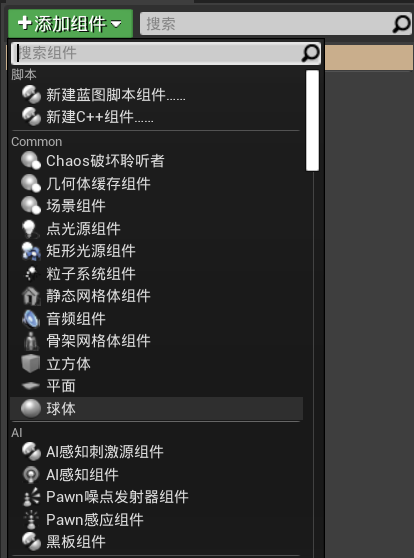 添加组件
搜索
搜索组件
脚本
新建蓝图脚本组件……
新建C++组件……
Common
Chaos破坏聆听者
几何体缓存组件
场景组件
点光源组件
矩形光源组件
粒子系统组件
静态网格体组件
音频组件
骨架网格体组件
立方体
平面
球体
AI
AI感知刺激源组件
AI感知组件
Pawn噪点发射器组件
Pawn感应组件
黑板组件